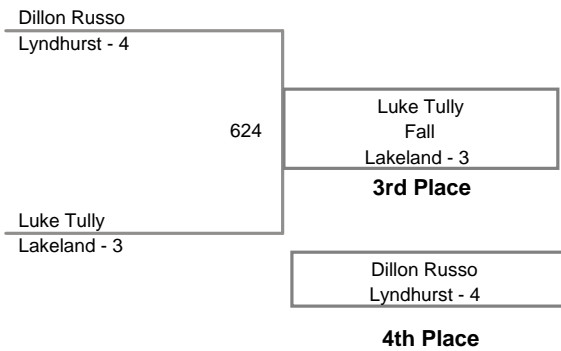 Dillon Russo
Lyndhurst - 4
624
Luke Tully
Fall
Lakeland - 3
3rd Place
Luke Tully
Lakeland - 3
Dillon Russo
Lyndhurst - 4
4th Place